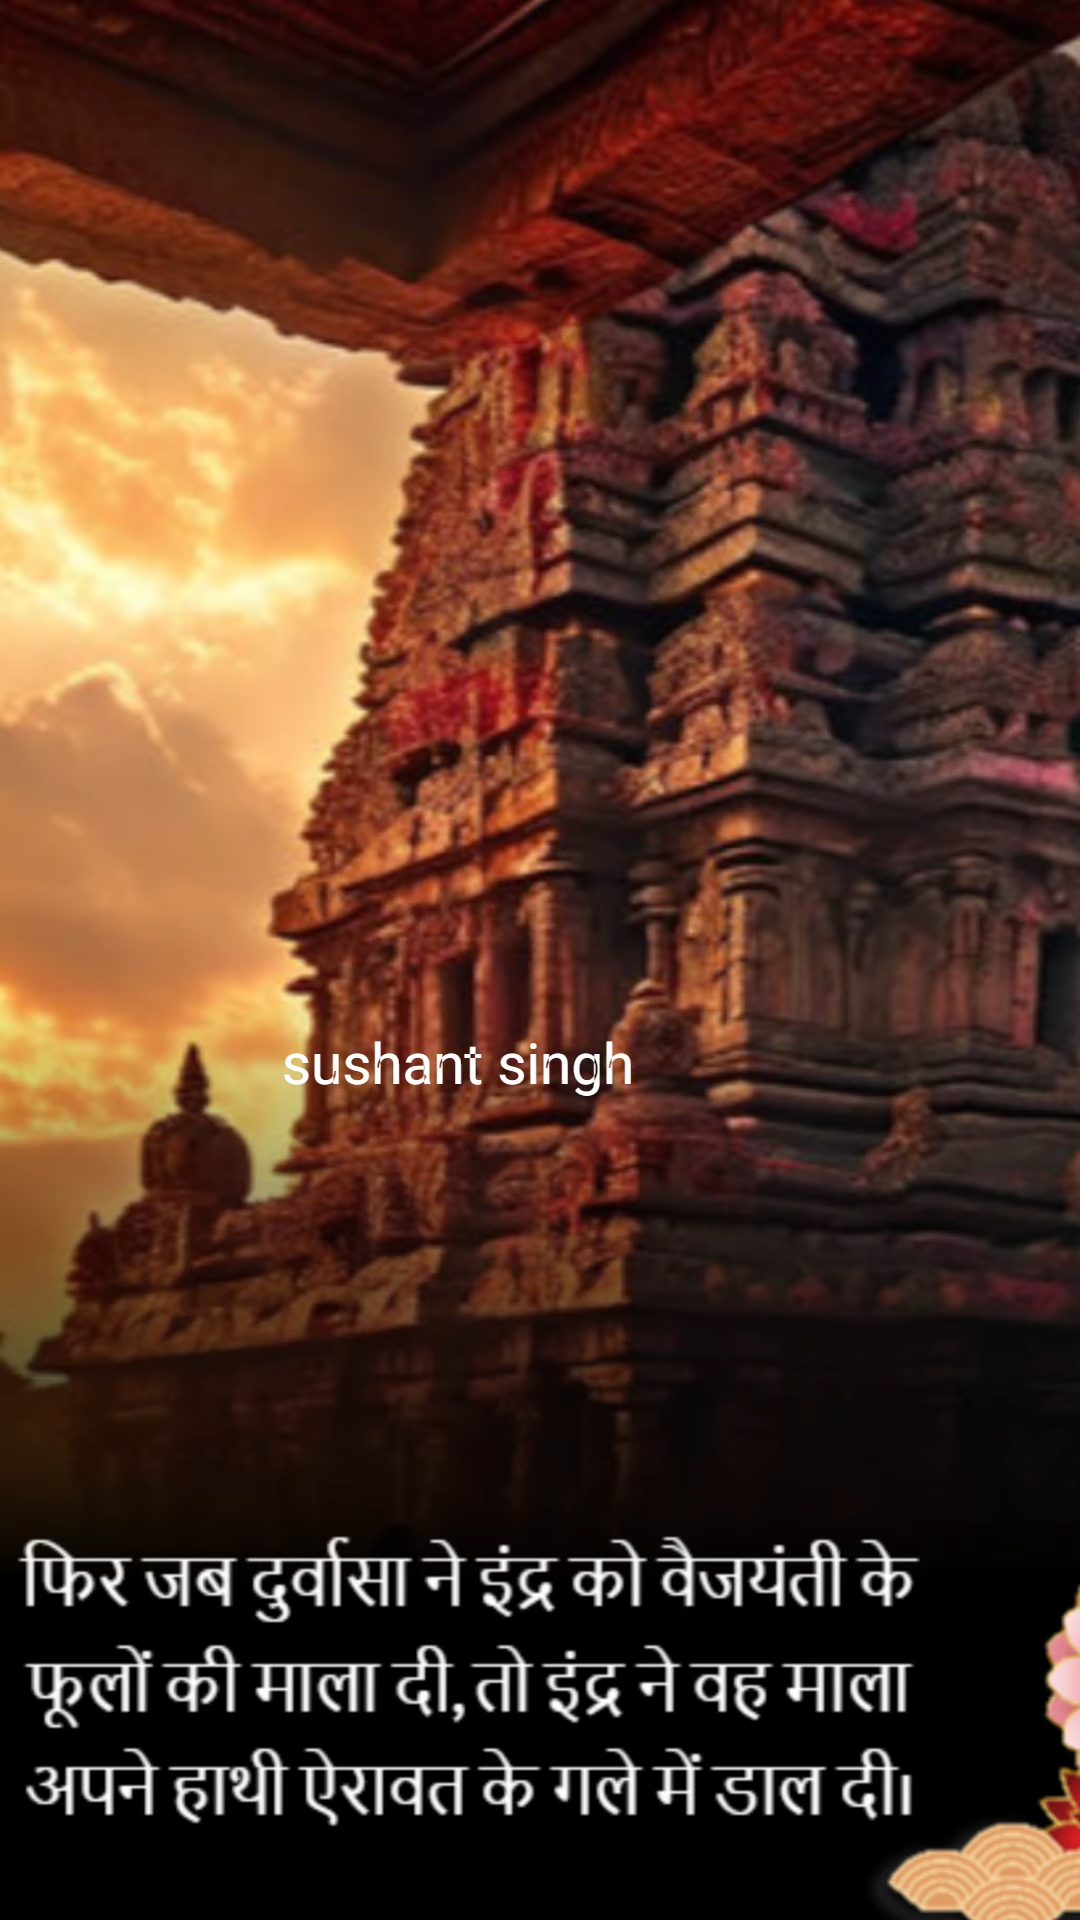 sushant singh
फिर जब दुर्वासा ने इंद्र को वैजयंती के
फूलों की माला दी, तो इंद्र ने वह माला
अपने हाथी ऐरावत के गले में डाल दी।